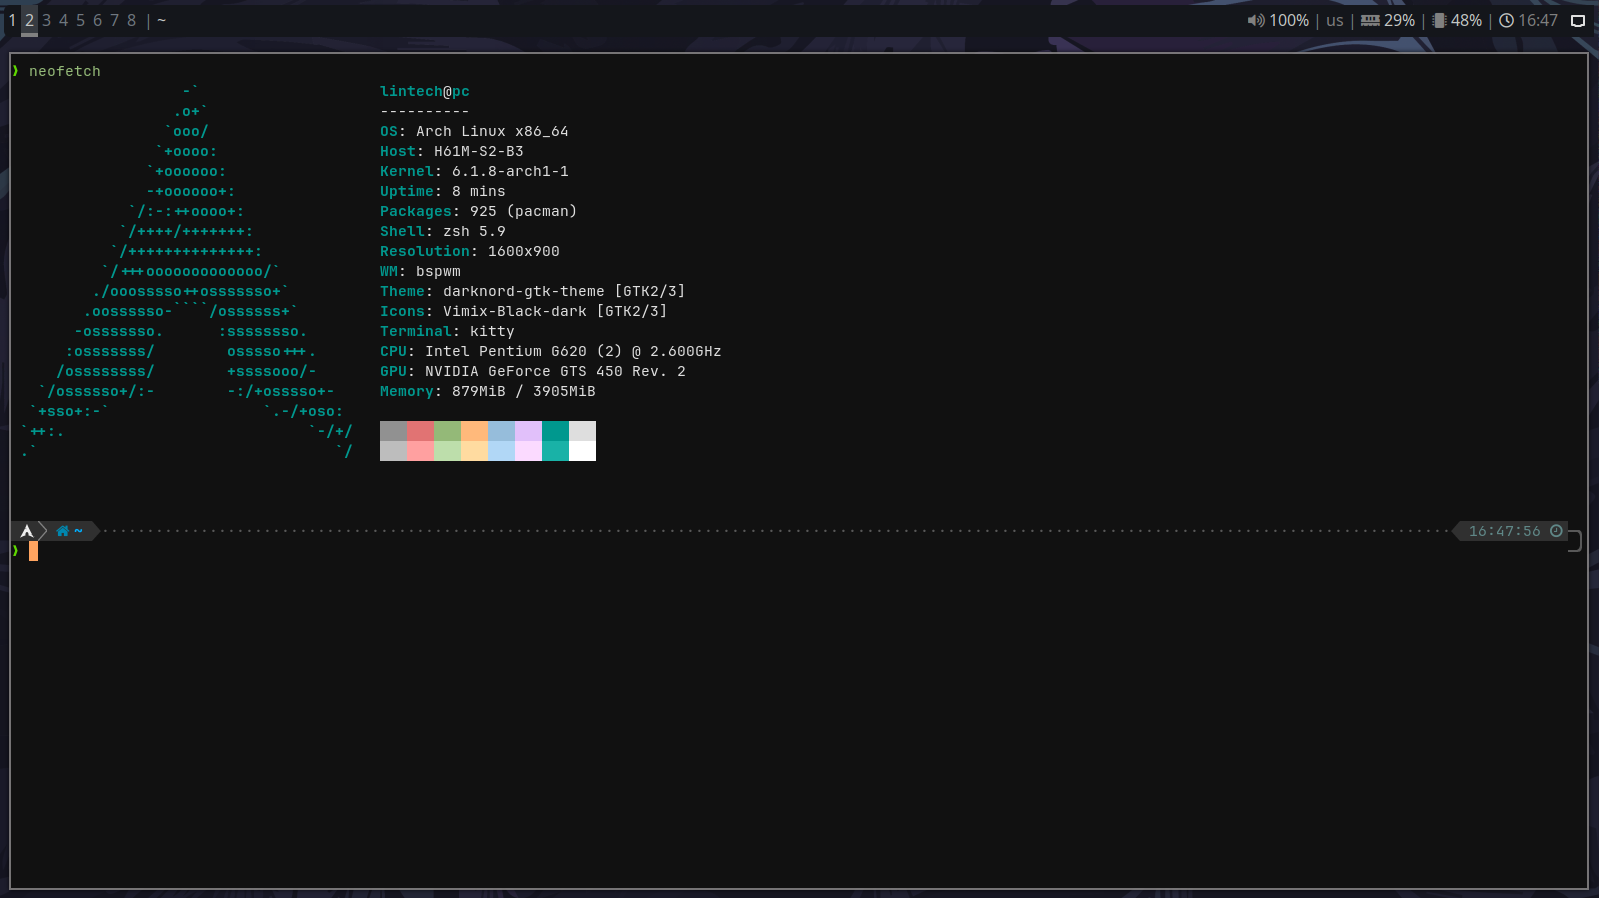 1 2 3 4 5 6 7 8 | ~ 100% | us | 29% | 48% | 16:47
❯ neofetch
                  -`                    lintech@pc
                 .o+`                   ----------
                `ooo/                   OS: Arch Linux x86_64
               `+oooo:                  Host: H61M-S2-B3
              `+oooooo:                 Kernel: 6.1.8-arch1-1
              -+oooooo+:                Uptime: 8 mins
            `/:-:++oooo+:               Packages: 925 (pacman)
           `/++++/+++++++:              Shell: zsh 5.9
          `/++++++++++++++:             Resolution: 1600x900
         `/+++ooooooooooooo/`           WM: bspwm
        ./ooosssso++osssssso+`          Theme: darknord-gtk-theme [GTK2/3]
       .oossssso-````/ossssss+`         Icons: Vimix-Black-dark [GTK2/3]
      -osssssso.      :ssssssso.        Terminal: kitty
     :osssssss/        osssso+++.       CPU: Intel Pentium G620 (2) @ 2.600GHz
    /ossssssss/        +ssssooo/-       GPU: NVIDIA GeForce GTS 450 Rev. 2
  `/ossssso+/:-        -:/+osssso+-     Memory: 879MiB / 3905MiB
 `+sso+:-`                 `.-/+oso:
`++:.                           `-/+/
.`                                 `/
~ 16:47:56
❯